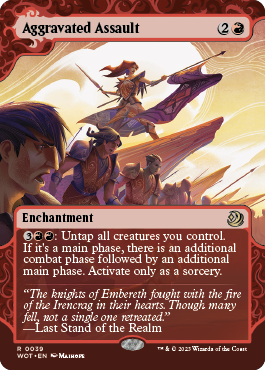 Aggravated Assault 2
Enchantment
3: Untap all creatures you control.
If it's a main phase, there is an additional
combat phase followed by an additional
main phase. Activate only as a sorcery.
“The knights of Embereth fought with the fire
of the Irencrag in their hearts. Though many
fell, not a single one retreated.”
—Last Stand of the Realm
R 0039
WOT • EN MAIHOPE ™ & © 2023 Wizards of the Coast